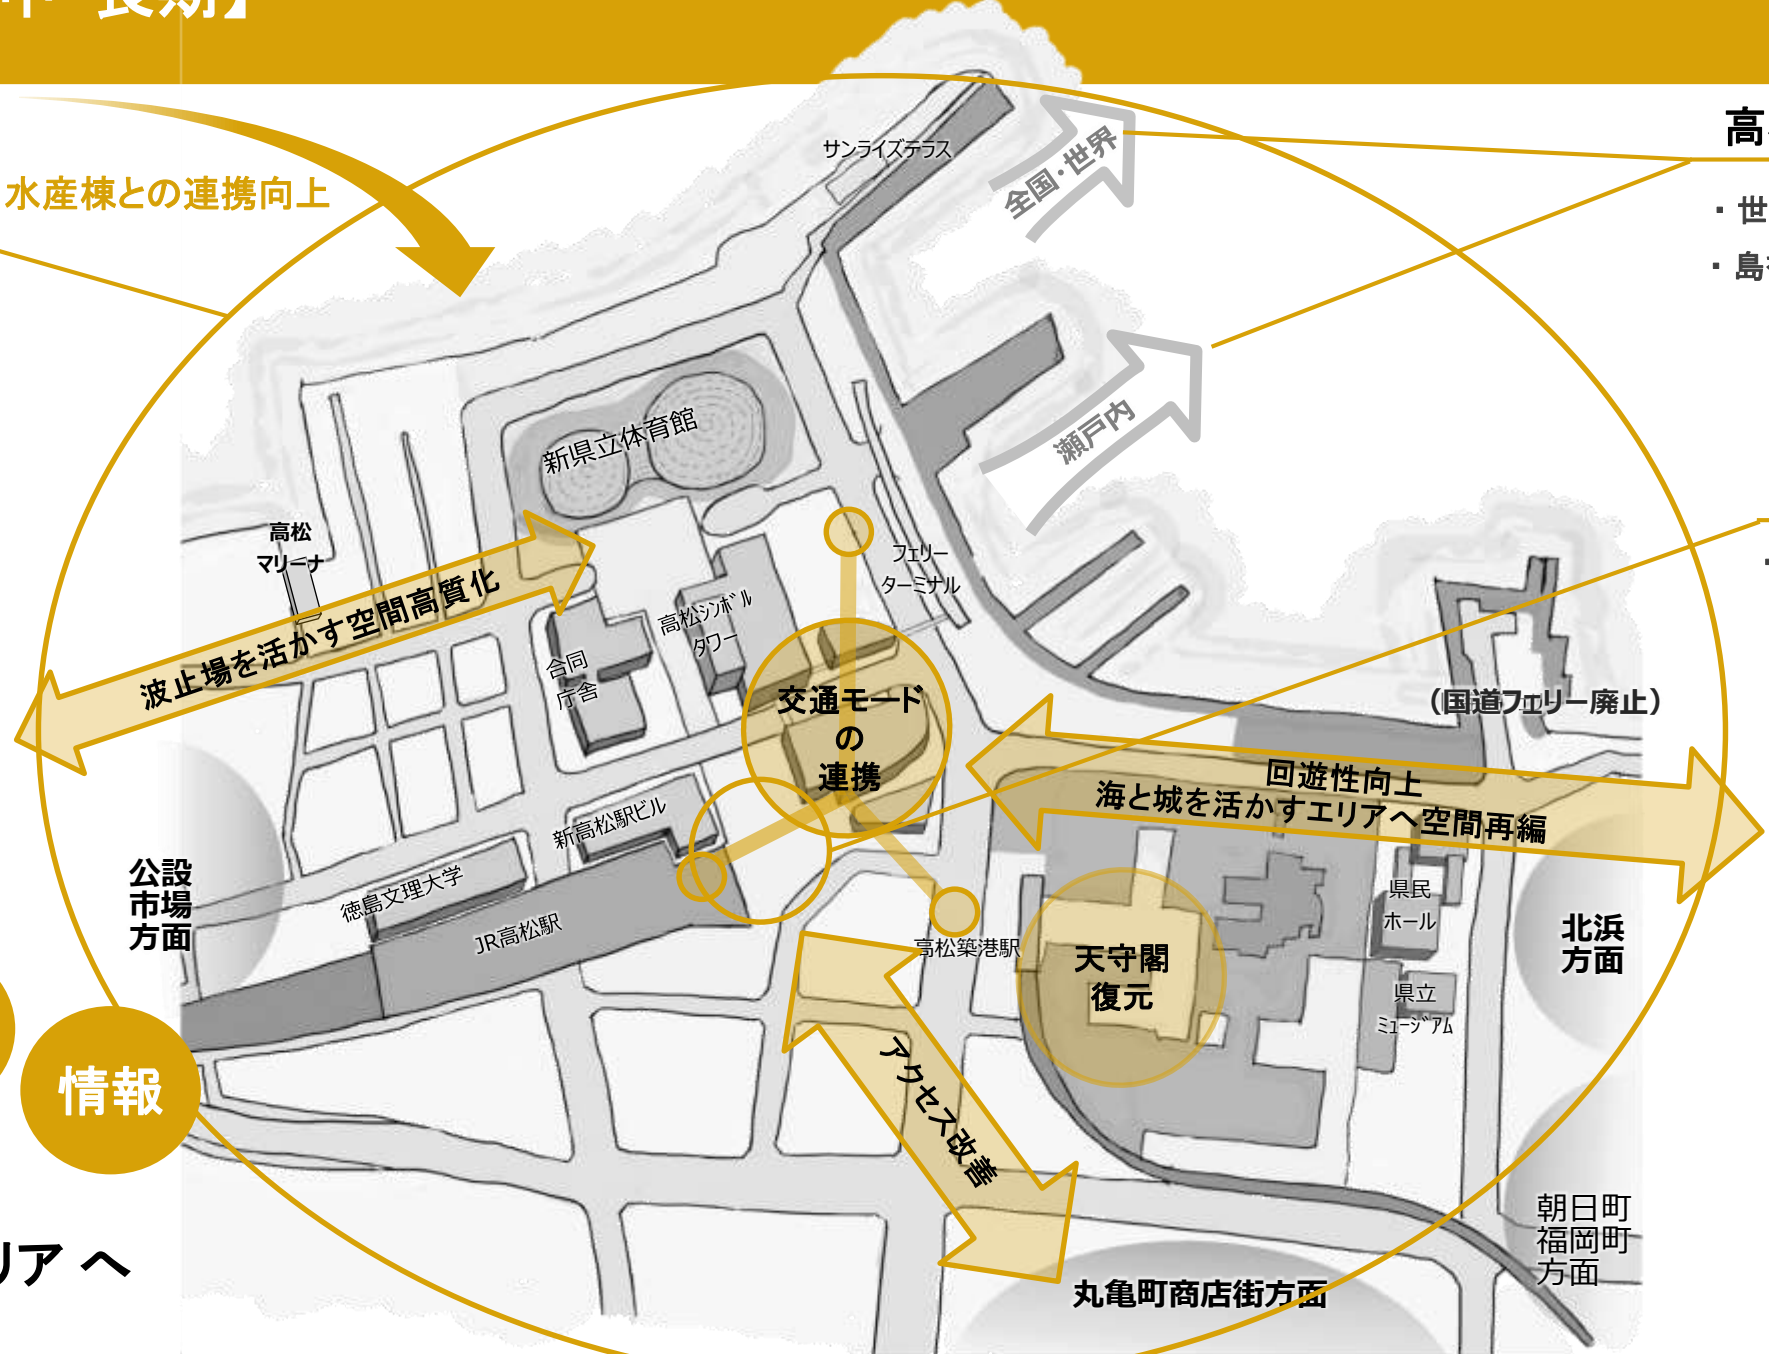 長期】
水産棟との連携向上
サンライズテラス
全国・世界
高
・世
・島
瀬戸内
新県立体育館
高松
マリーナ
フェリー
ターミナル
波止場を活かす空間高質化
高松シンボル
タワー
合同
庁舎
交通モード
の
連携
（国道フェリー廃止）
回遊性向上
海と城を活かすエリアへ空間再編
新高松駅ビル
公設
市場
方面
徳島文理大学
JR高松駅
高松築港駅
天守閣
復元
県民
ホール
北浜
方面
県立
ミュージアム
情報
アクセス改善
リア へ
朝日町
福岡町
方面
丸亀町商店街方面